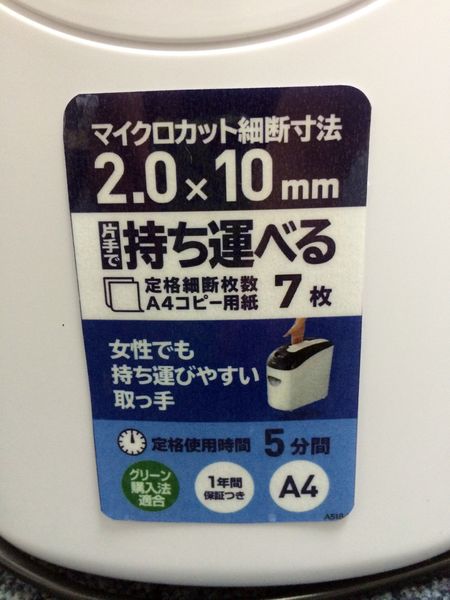 マイクロカット細断寸法
2.0×10mm
片手で持ち運べる
定格細断枚数
A4コピー用紙 7枚
女性でも
持ち運びやすい
取っ手
定格使用時間 5分間
グリーン
購入法
適合
1年間
保証つき
A4
A518